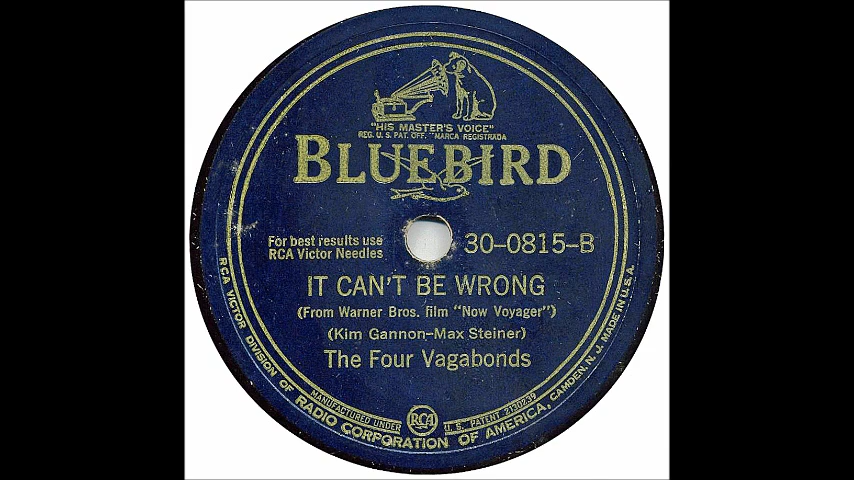 "HIS MASTER'S VOICE"
REG. U.S. PAT. OFF. "MARCA REGISTRADA
BLUEBIRD
For best results use
RCA Victor Needles
30-0815-B
IT CAN'T BE WRONG
(From Warner Bros. film "Now Voyager")
(Kim Gannon-Max Steiner)
The Four Vagabonds
MANUFACTURED UNDER RCA U.S. PATENT 2130239
RCA VICTOR DIVISION OF RADIO CORPORATION OF AMERICA, CAMDEN, N. J. MADE IN U.S.A.